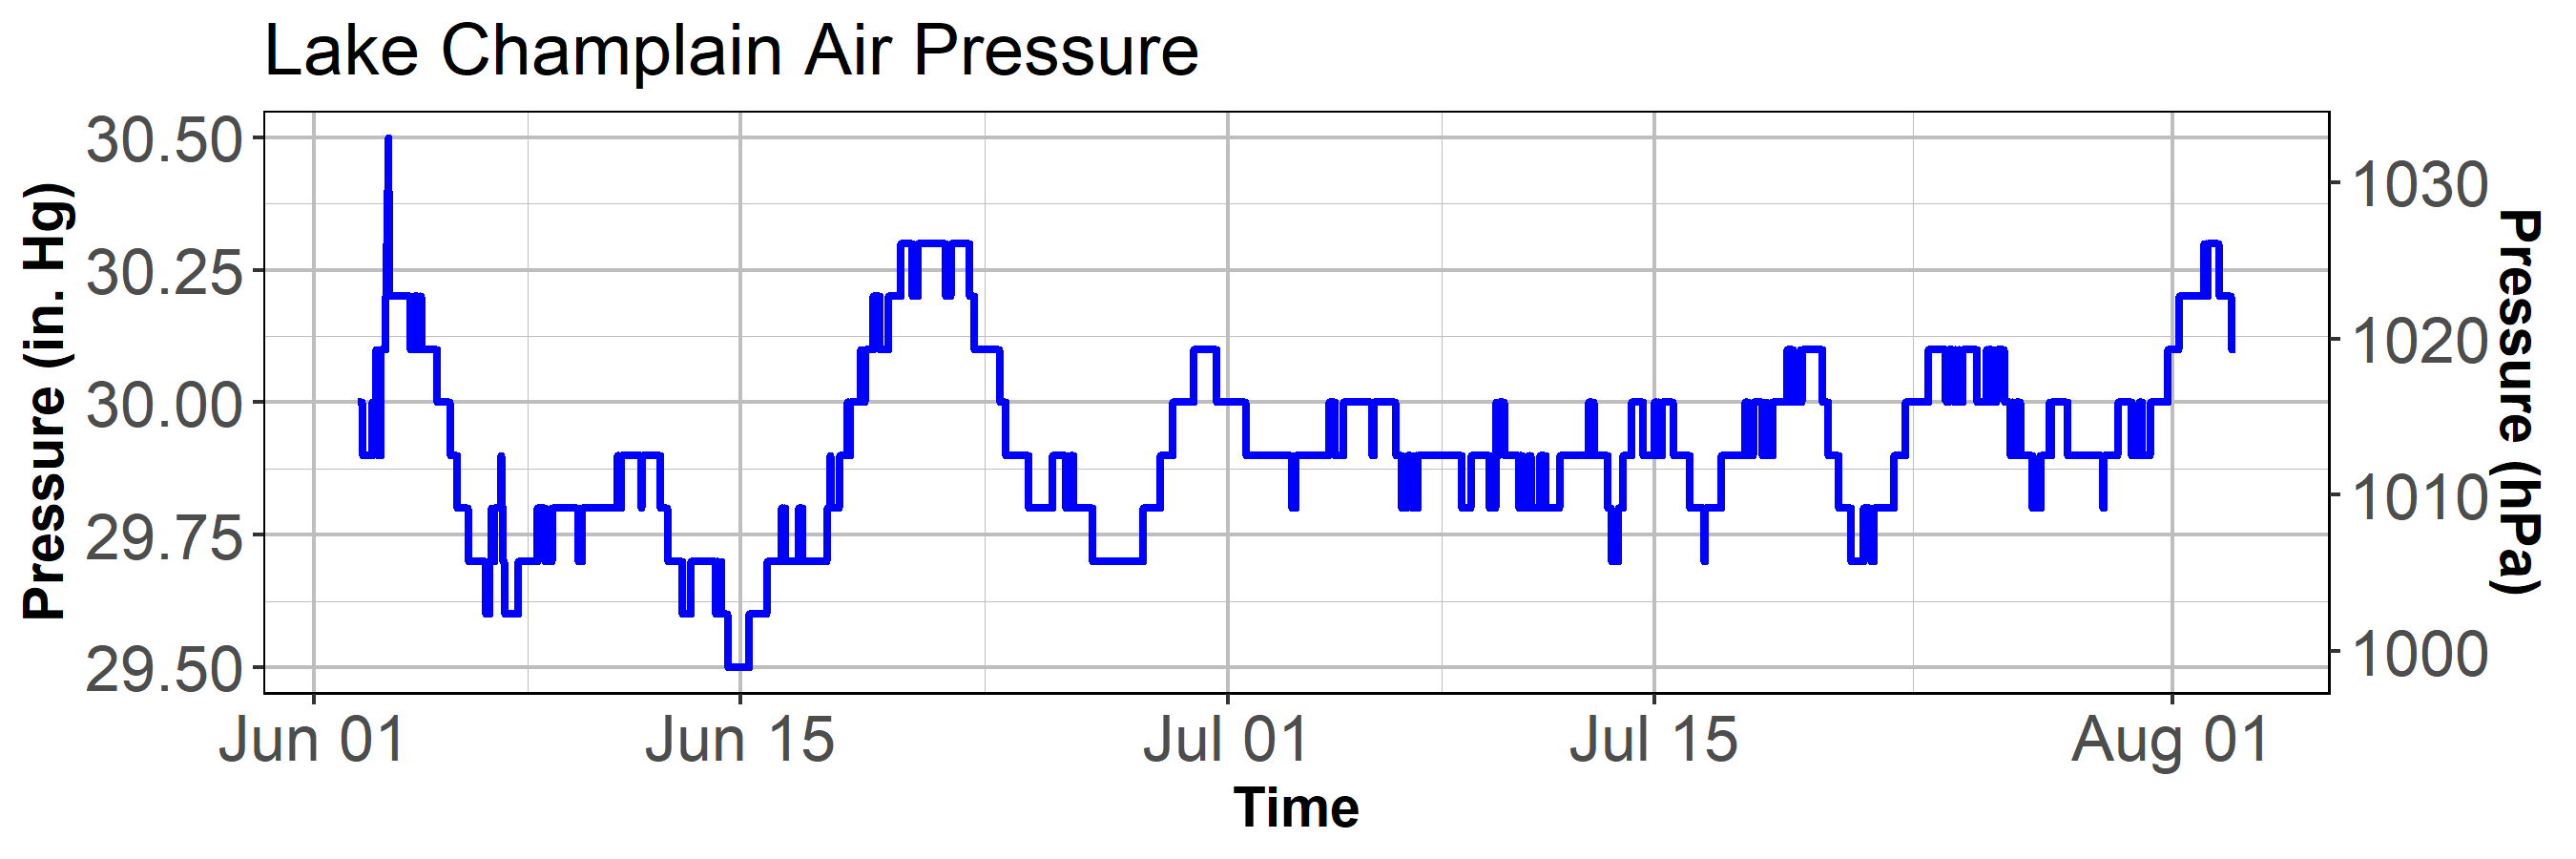 Lake Champlain Air Pressure
Pressure (in. Hg)
30.50
30.25
30.00
29.75
29.50
1030
1020
1010
1000
Pressure (hPa)
Jun 01 Jun 15 Jul 01 Jul 15 Aug 01
Time